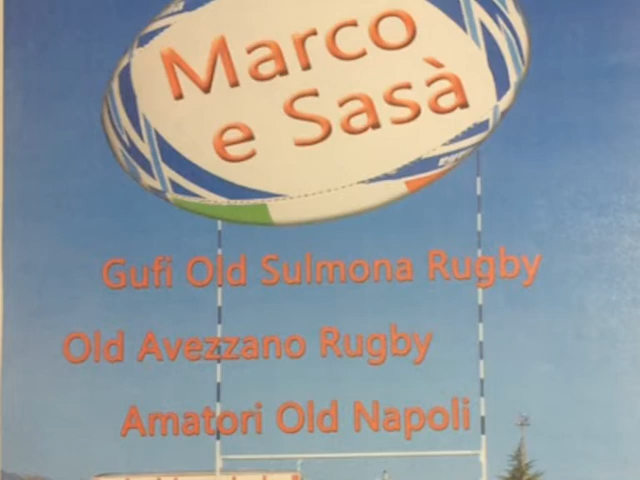 Marco
e Sasà
Gufi Old Sulmona Rugby
Old Avezzano Rugby
Amatori Old Napoli